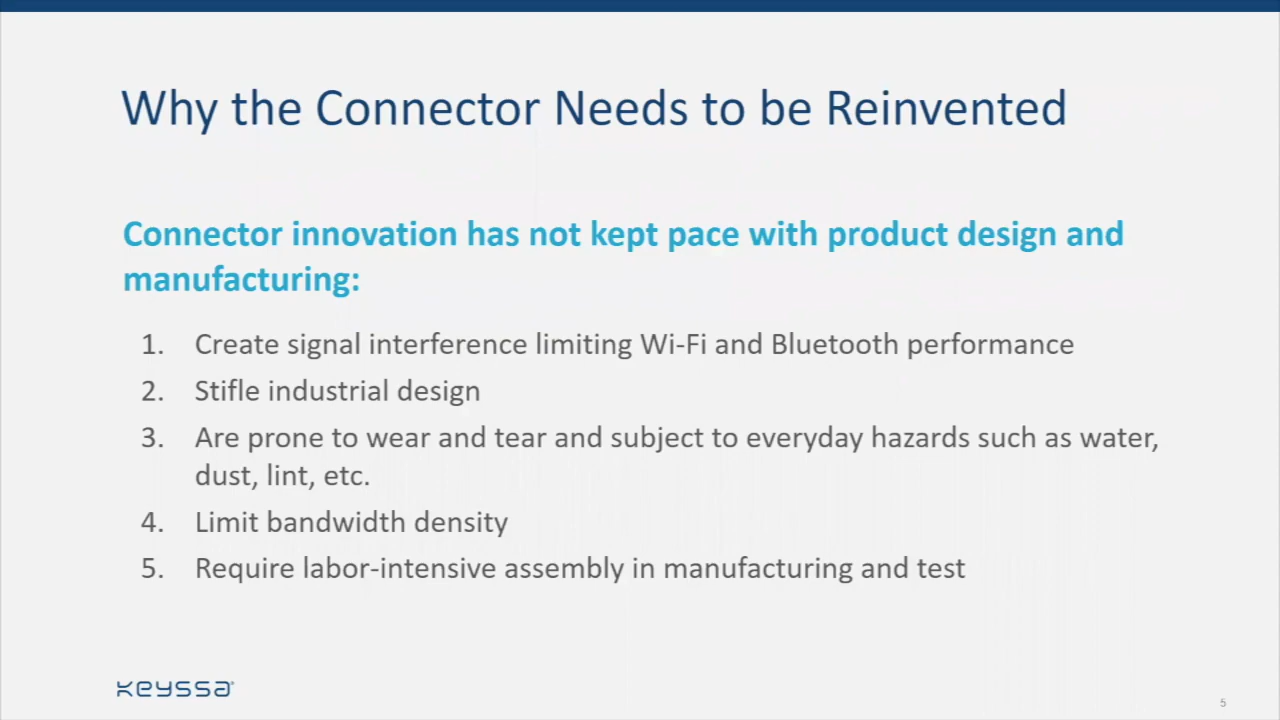 Why the Connector Needs to be Reinvented
Connector innovation has not kept pace with product design and
manufacturing:
1. Create signal interference limiting Wi-Fi and Bluetooth performance
2. Stifle industrial design
3. Are prone to wear and tear and subject to everyday hazards such as water,
dust, lint, etc.
4. Limit bandwidth density
5. Require labor-intensive assembly in manufacturing and test
keyssa
5